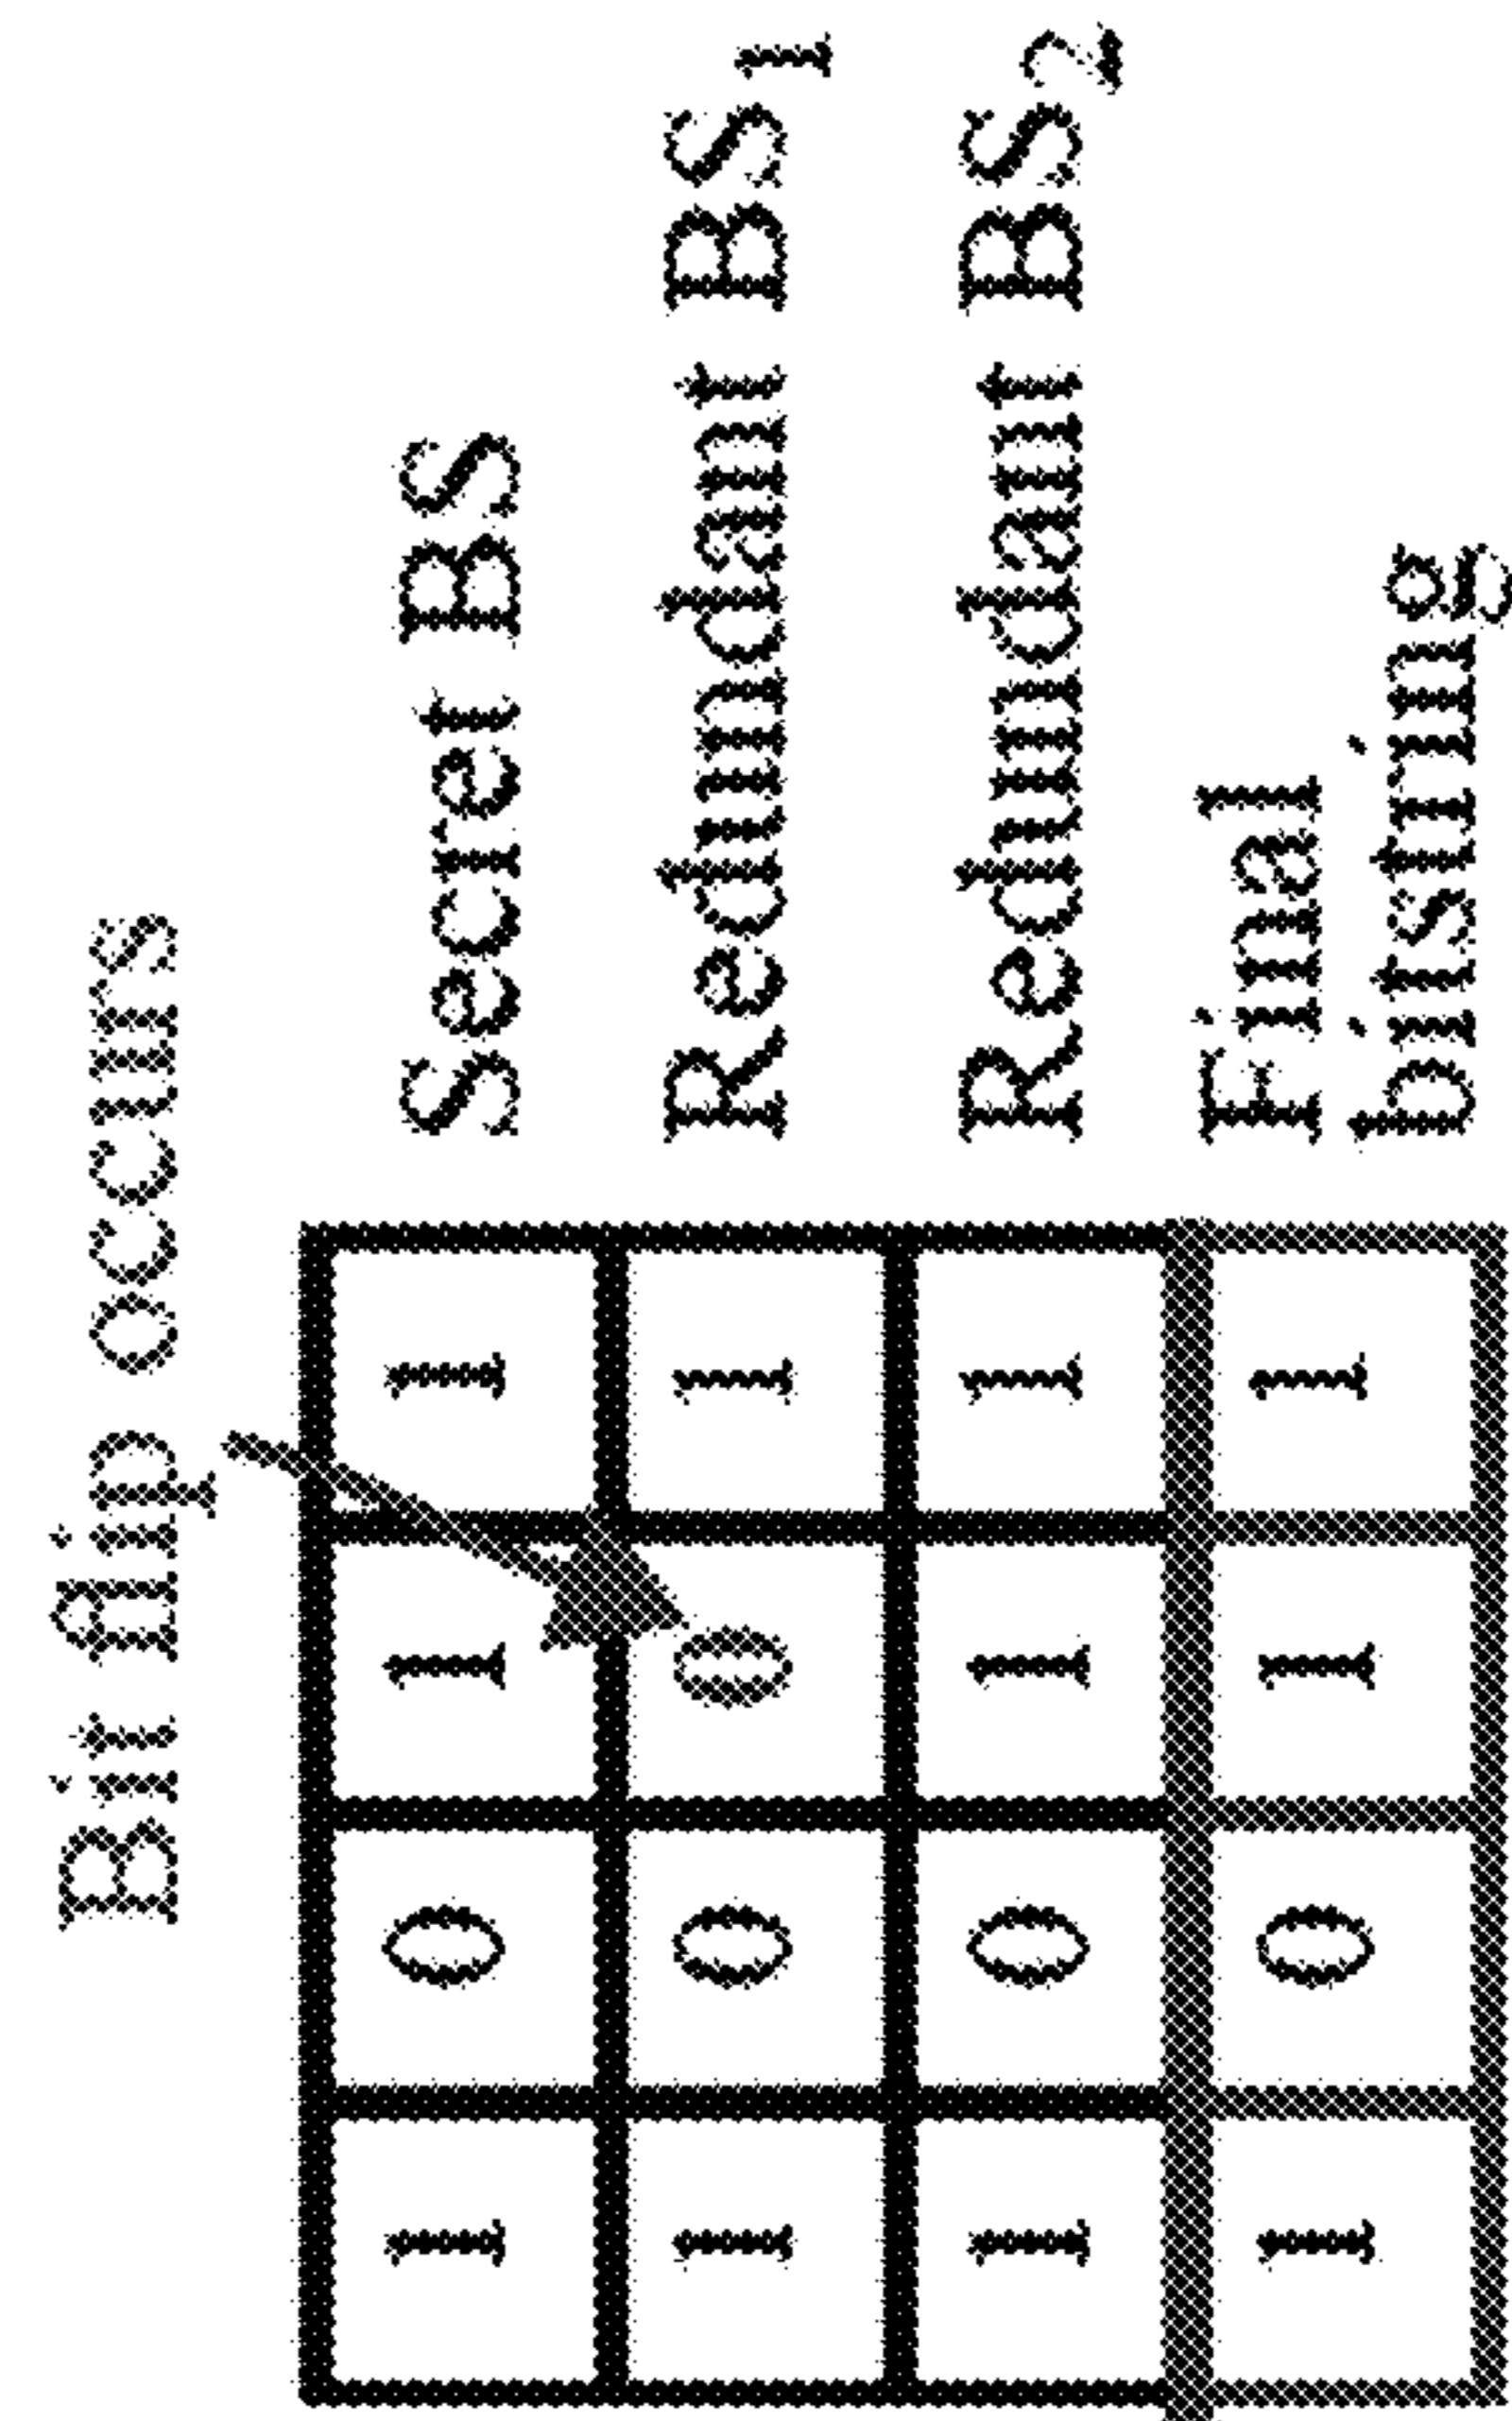 Bit flip occurs
1 0 1 1 Secret BS
1 0 0 1 Redundant BS1
1 0 1 1 Redundant BS2
1 0 1 1 Final
bitstring